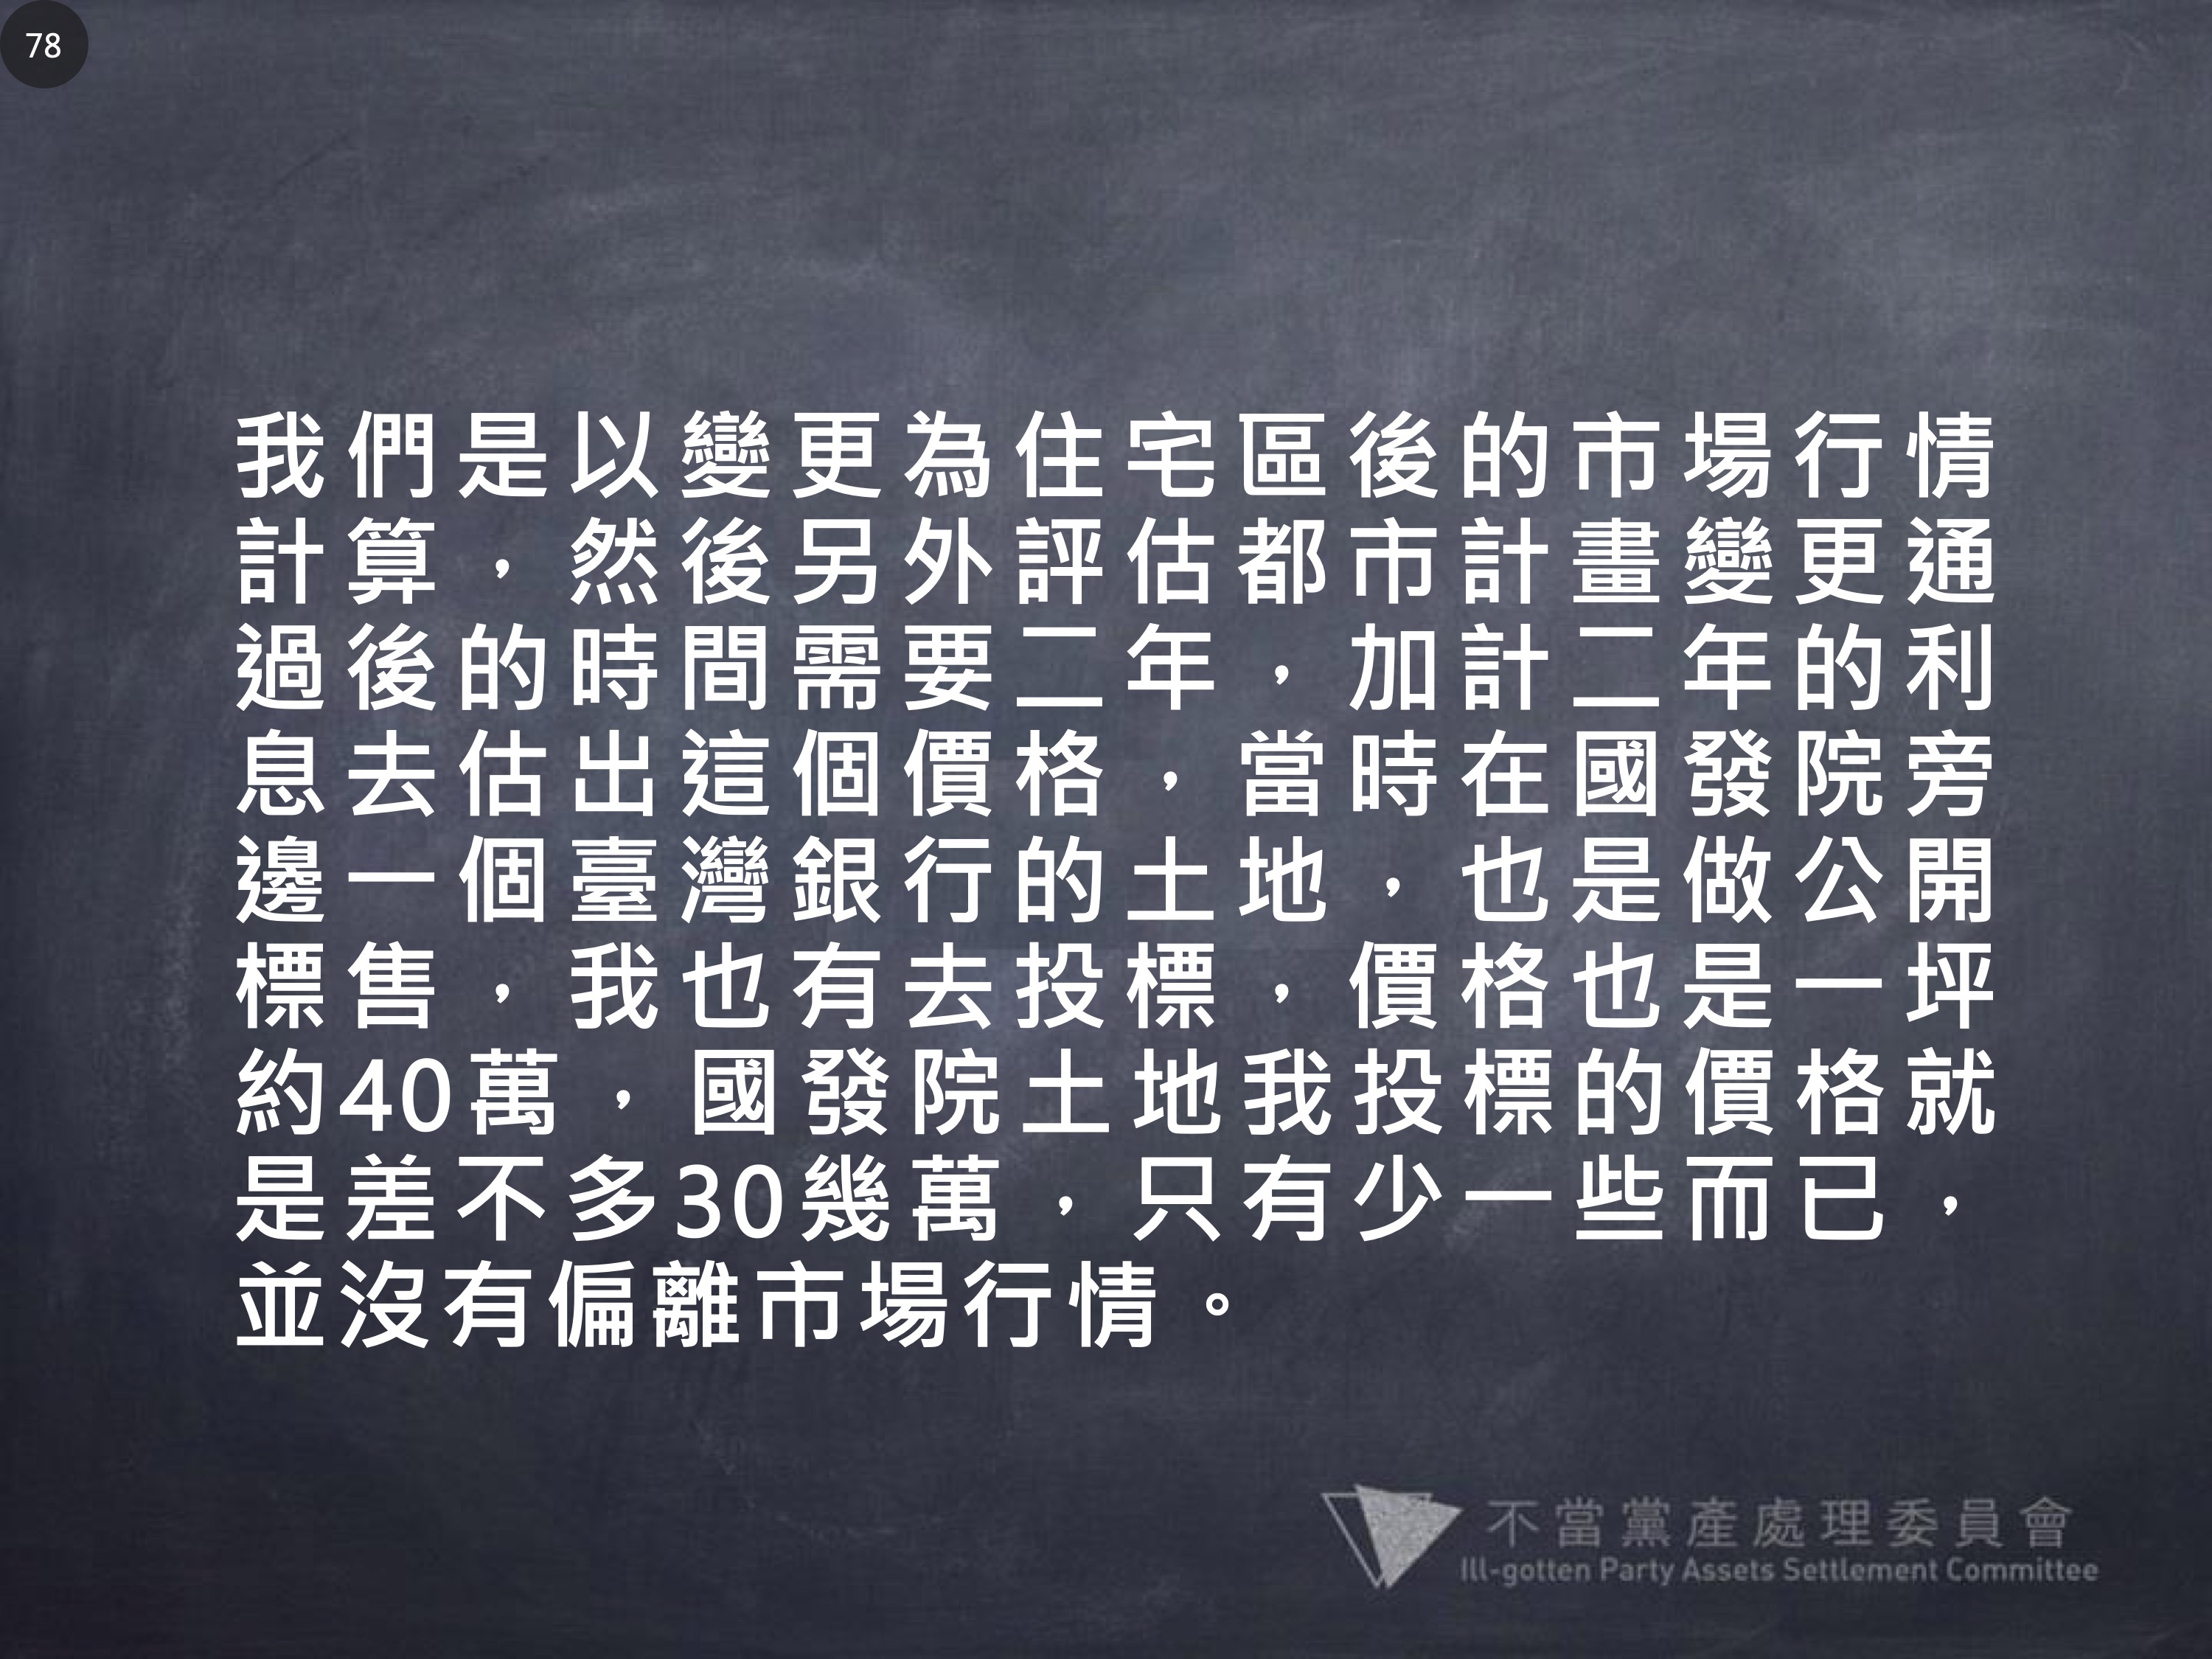 78
我們是以變更為住宅區後的市場行情
計算，然後另外評估都市計畫變更通
過後的時間需要二年，加計二年的利
息去估出這個價格，當時在國發院旁
邊一個臺灣銀行的土地，也是做公開
標售，我也有去投標，價格也是一坪
約40萬，國發院土地我投標的價格就
是差不多30幾萬，只有少一些而已，
並沒有偏離市場行情。
不當黨產處理委員會
Ill-gotten Party Assets Settlement Committee